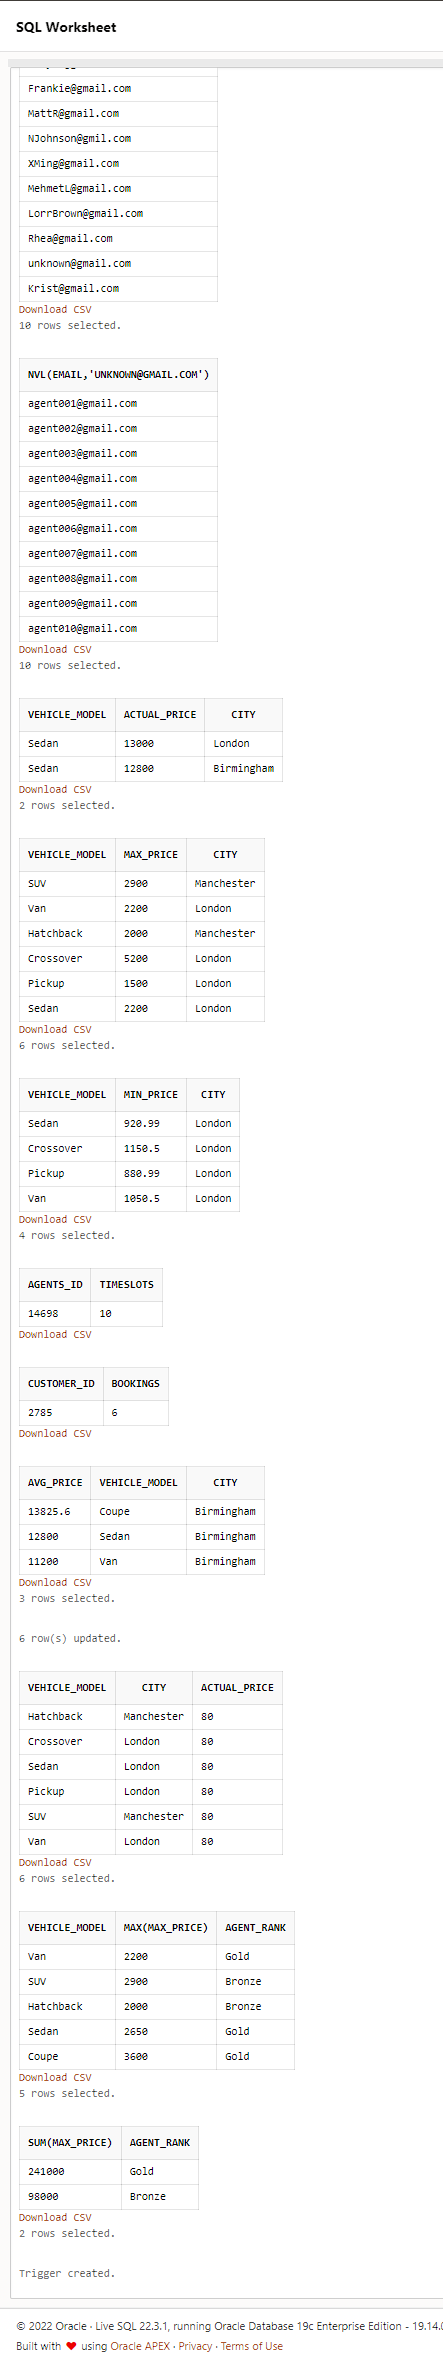 SQL Worksheet
Frankie@gmail.com
MattR@gmail.com
NJohnson@gmil.com
XMing@gmail.com
MehmetL@gmail.com
LorrBrown@gmail.com
Rhea@gmail.com
unknown@gmail.com
Krist@gmail.com
Download CSV
10 rows selected.
NVL(EMAIL,'UNKNOWN@GMAIL.COM')
agent001@gmail.com
agent002@gmail.com
agent003@gmail.com
agent004@gmail.com
agent005@gmail.com
agent006@gmail.com
agent007@gmail.com
agent008@gmail.com
agent009@gmail.com
agent010@gmail.com
Download CSV
10 rows selected.
VEHICLE_MODEL ACTUAL_PRICE CITY
Sedan 13000 London
Sedan 12800 Birmingham
Download CSV
2 rows selected.
VEHICLE_MODEL MAX_PRICE CITY
SUV 2900 Manchester
Van 2200 London
Hatchback 2000 Manchester
Crossover 5200 London
Pickup 1500 London
Sedan 2200 London
Download CSV
6 rows selected.
VEHICLE_MODEL MIN_PRICE CITY
Sedan 920.99 London
Crossover 1150.5 London
Pickup 880.99 London
Van 1050.5 London
Download CSV
4 rows selected.
AGENTS_ID TIMESLOTS
14698 10
Download CSV
CUSTOMER_ID BOOKINGS
2785 6
Download CSV
AVG_PRICE VEHICLE_MODEL CITY
13825.6 Coupe Birmingham
12800 Sedan Birmingham
11200 Van Birmingham
Download CSV
3 rows selected.
6 row(s) updated.
VEHICLE_MODEL CITY ACTUAL_PRICE
Hatchback Manchester 80
Crossover London 80
Sedan London 80
Pickup London 80
SUV Manchester 80
Van London 80
Download CSV
6 rows selected.
VEHICLE_MODEL MAX(MAX_PRICE) AGENT_RANK
Van 2200 Gold
SUV 2900 Bronze
Hatchback 2000 Bronze
Sedan 2650 Gold
Coupe 3600 Gold
Download CSV
5 rows selected.
SUM(MAX_PRICE) AGENT_RANK
241000 Gold
98000 Bronze
Download CSV
2 rows selected.
Trigger created.
© 2022 Oracle · Live SQL 22.3.1, running Oracle Database 19c Enterprise Edition - 19.14.
Built with ❤ using Oracle APEX · Privacy · Terms of Use